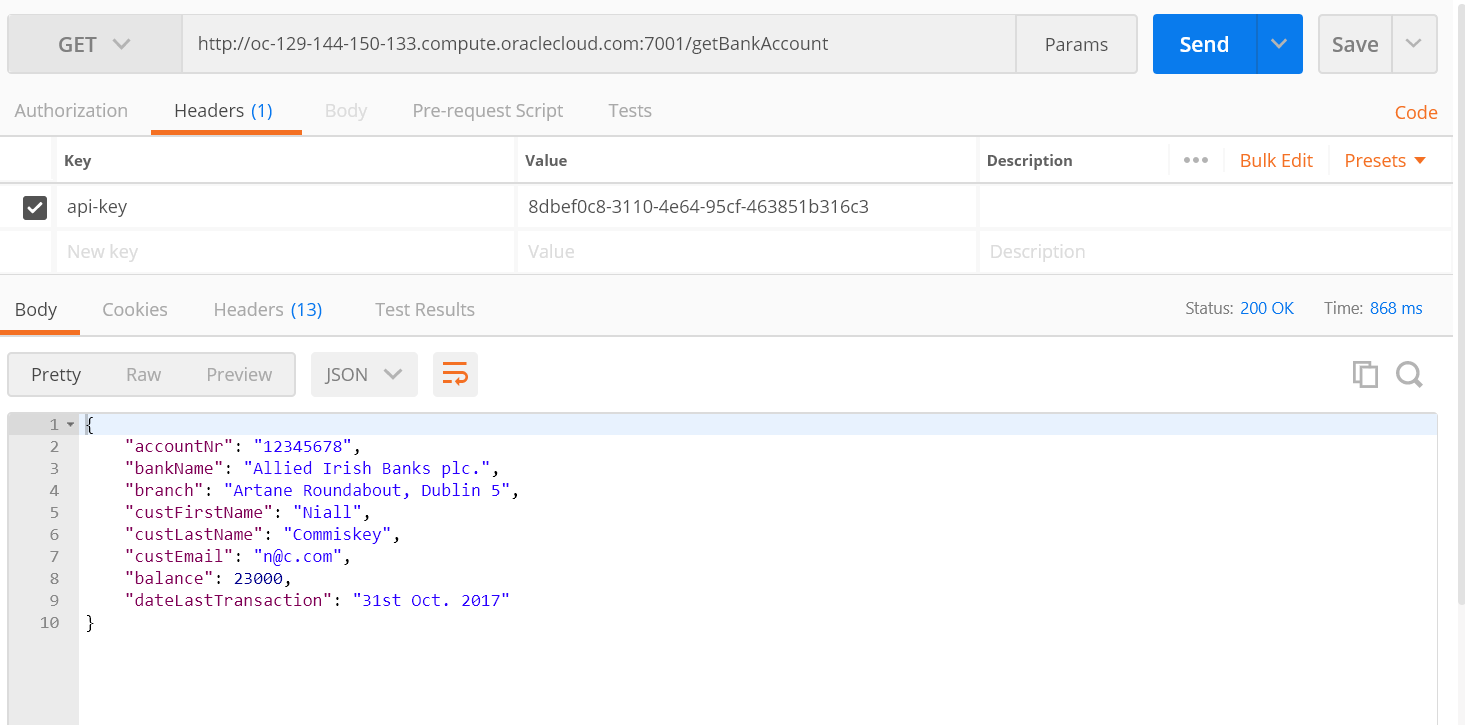 GET http://oc-129-144-150-133.compute.oraclecloud.com:7001/getBankAccount Params Send Save
Authorization Headers (1) Body Pre-request Script Tests Code
Key Value Description ••• Bulk Edit Presets
api-key 8dbef0c8-3110-4e64-95cf-463851b316c3
New key Value Description
Body Cookies Headers (13) Test Results Status: 200 OK Time: 868 ms
Pretty Raw Preview JSON
1 {
2 "accountNr": "12345678",
3 "bankName": "Allied Irish Banks plc.",
4 "branch": "Artane Roundabout, Dublin 5",
5 "custFirstName": "Niall",
6 "custLastName": "Commiskey",
7 "custEmail": "n@c.com",
8 "balance": 23000,
9 "dateLastTransaction": "31st Oct. 2017"
10 }